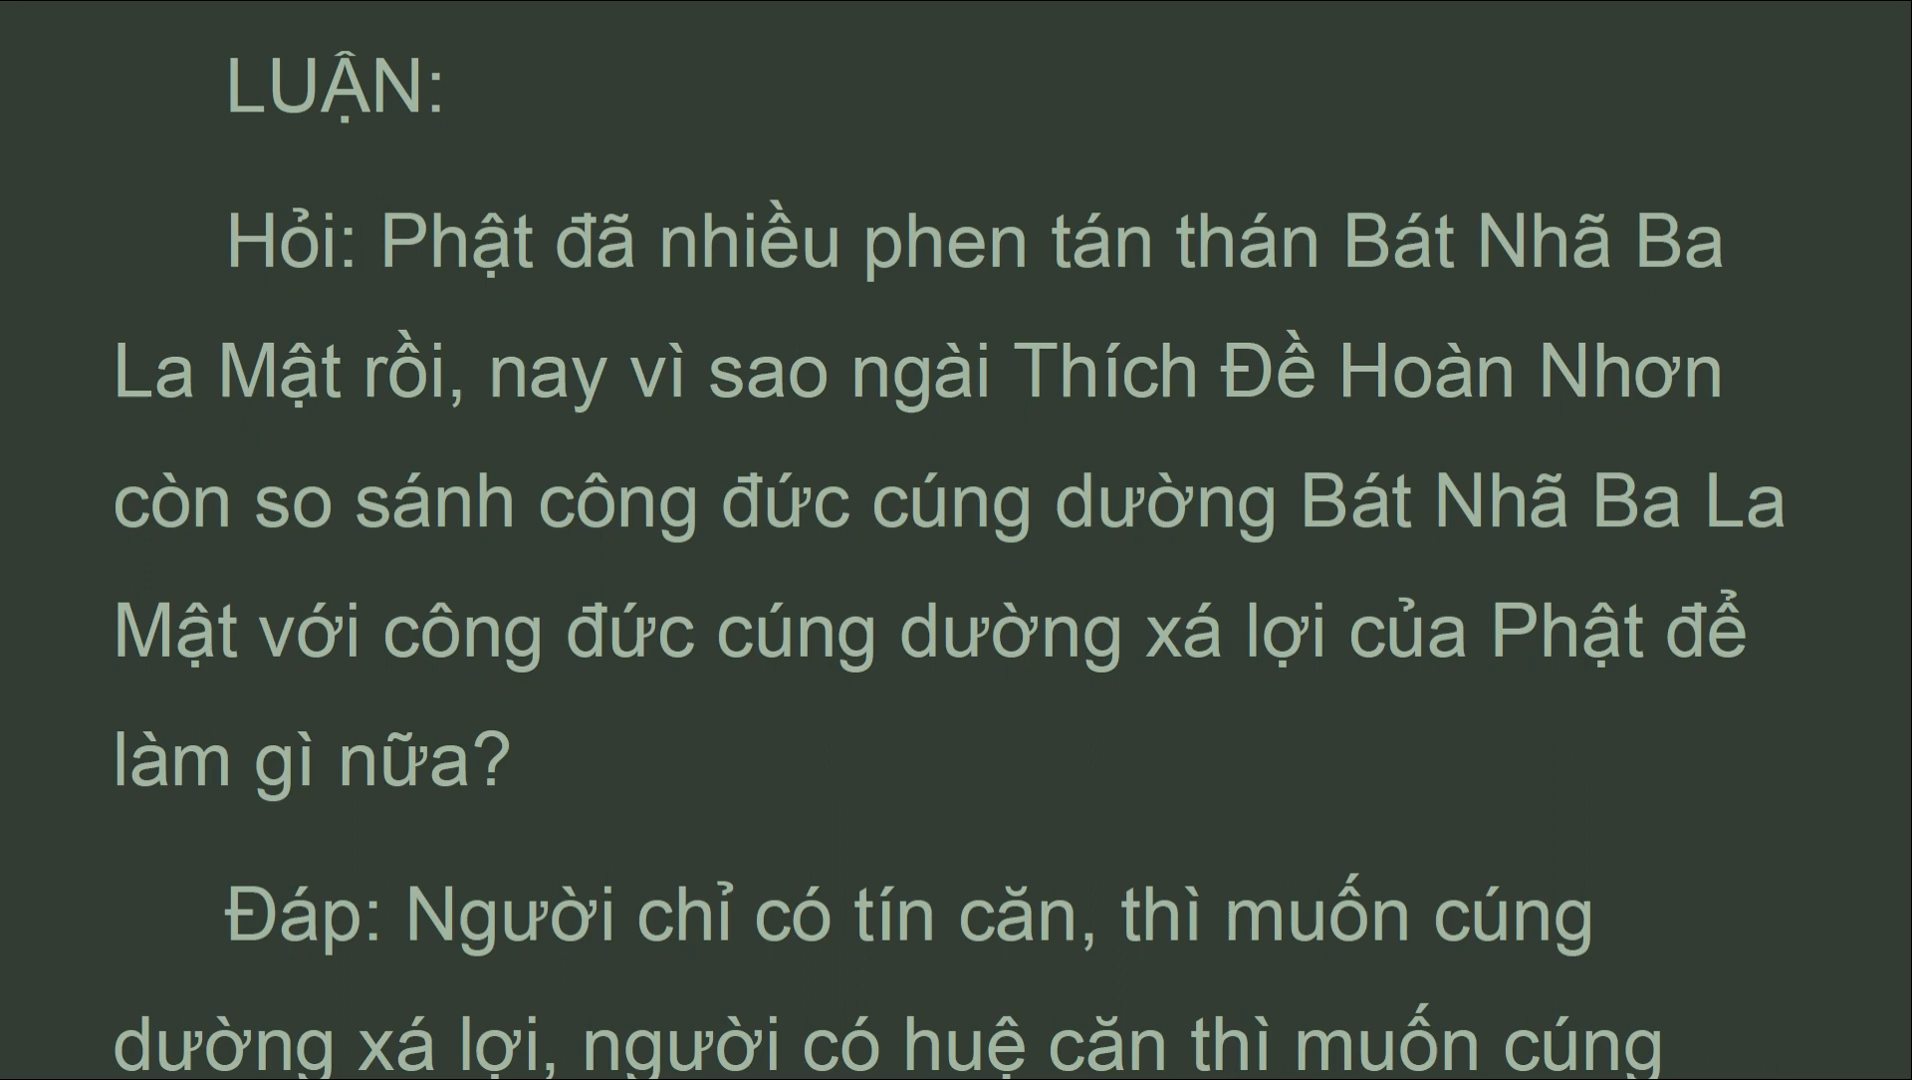 LUẬN:
Hỏi: Phật đã nhiều phen tán thán Bát Nhã Ba
La Mật rồi, nay vì sao ngài Thích Đề Hoàn Nhơn
còn so sánh công đức cúng dường Bát Nhã Ba La
Mật với công đức cúng dường xá lợi của Phật để
làm gì nữa?
Đáp: Người chỉ có tín căn, thì muốn cúng
dường xá lợi, người có huệ căn thì muốn cúng